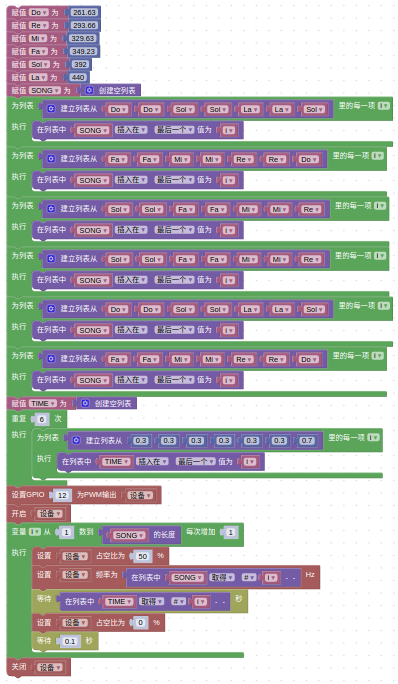 赋值 Do 为 261.63
赋值 Re 为 293.66
赋值 Mi 为 329.63
赋值 Fa 为 349.23
赋值 Sol 为 392
赋值 La 为 440
赋值 SONG 为 创建空列表
为列表 建立列表从 Do Do Sol Sol La La Sol 里的每一项 i
执行 在列表中 SONG 插入在 最后一个 值为 i
为列表 建立列表从 Fa Fa Mi Mi Re Re Do 里的每一项 i
执行 在列表中 SONG 插入在 最后一个 值为 i
为列表 建立列表从 Sol Sol Fa Fa Mi Mi Re 里的每一项 i
执行 在列表中 SONG 插入在 最后一个 值为 i
为列表 建立列表从 Sol Sol Fa Fa Mi Mi Re 里的每一项 i
执行 在列表中 SONG 插入在 最后一个 值为 i
为列表 建立列表从 Do Do Sol Sol La La Sol 里的每一项 i
执行 在列表中 SONG 插入在 最后一个 值为 i
为列表 建立列表从 Fa Fa Mi Mi Re Re Do 里的每一项 i
执行 在列表中 SONG 插入在 最后一个 值为 i
赋值 TIME 为 创建空列表
重复 6 次
执行 为列表 建立列表从 0.3 0.3 0.3 0.3 0.3 0.3 0.7 里的每一项 i
执行 在列表中 TIME 插入在 最后一个 值为 i
设置GPIO 12 为PWM输出 设备
开启 设备
变量 i 从 1 数到 SONG 的长度 每次增加 1
执行 设置 设备 占空比为 50 %
设置 设备 频率为 在列表中 SONG 取得 # i - - Hz
等待 在列表中 TIME 取得 # i - - 秒
设置 设备 占空比为 0 %
等待 0.1 秒
关闭 设备